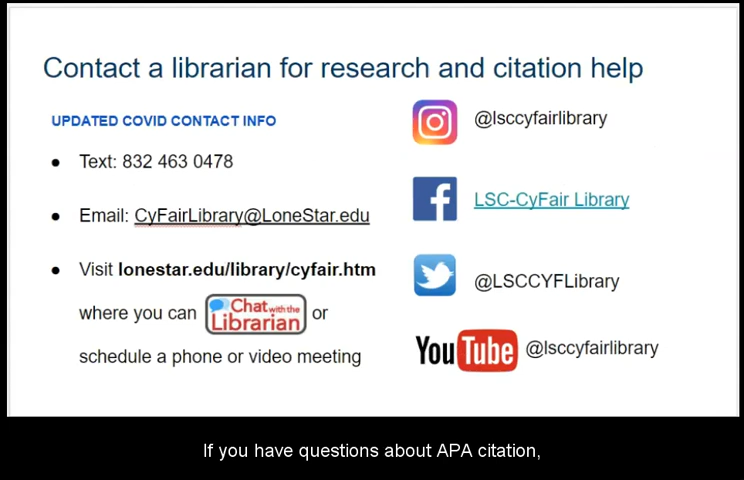 Contact a librarian for research and citation help
UPDATED COVID CONTACT INFO
● Text: 832 463 0478
● Email: CyFairLibrary@LoneStar.edu
● Visit lonestar.edu/library/cyfair.htm
where you can Chat with the Librarian or
schedule a phone or video meeting
@lsccyfairlibrary
LSC-CyFair Library
@LSCCYFLibrary
YouTube @lsccyfairlibrary
If you have questions about APA citation,